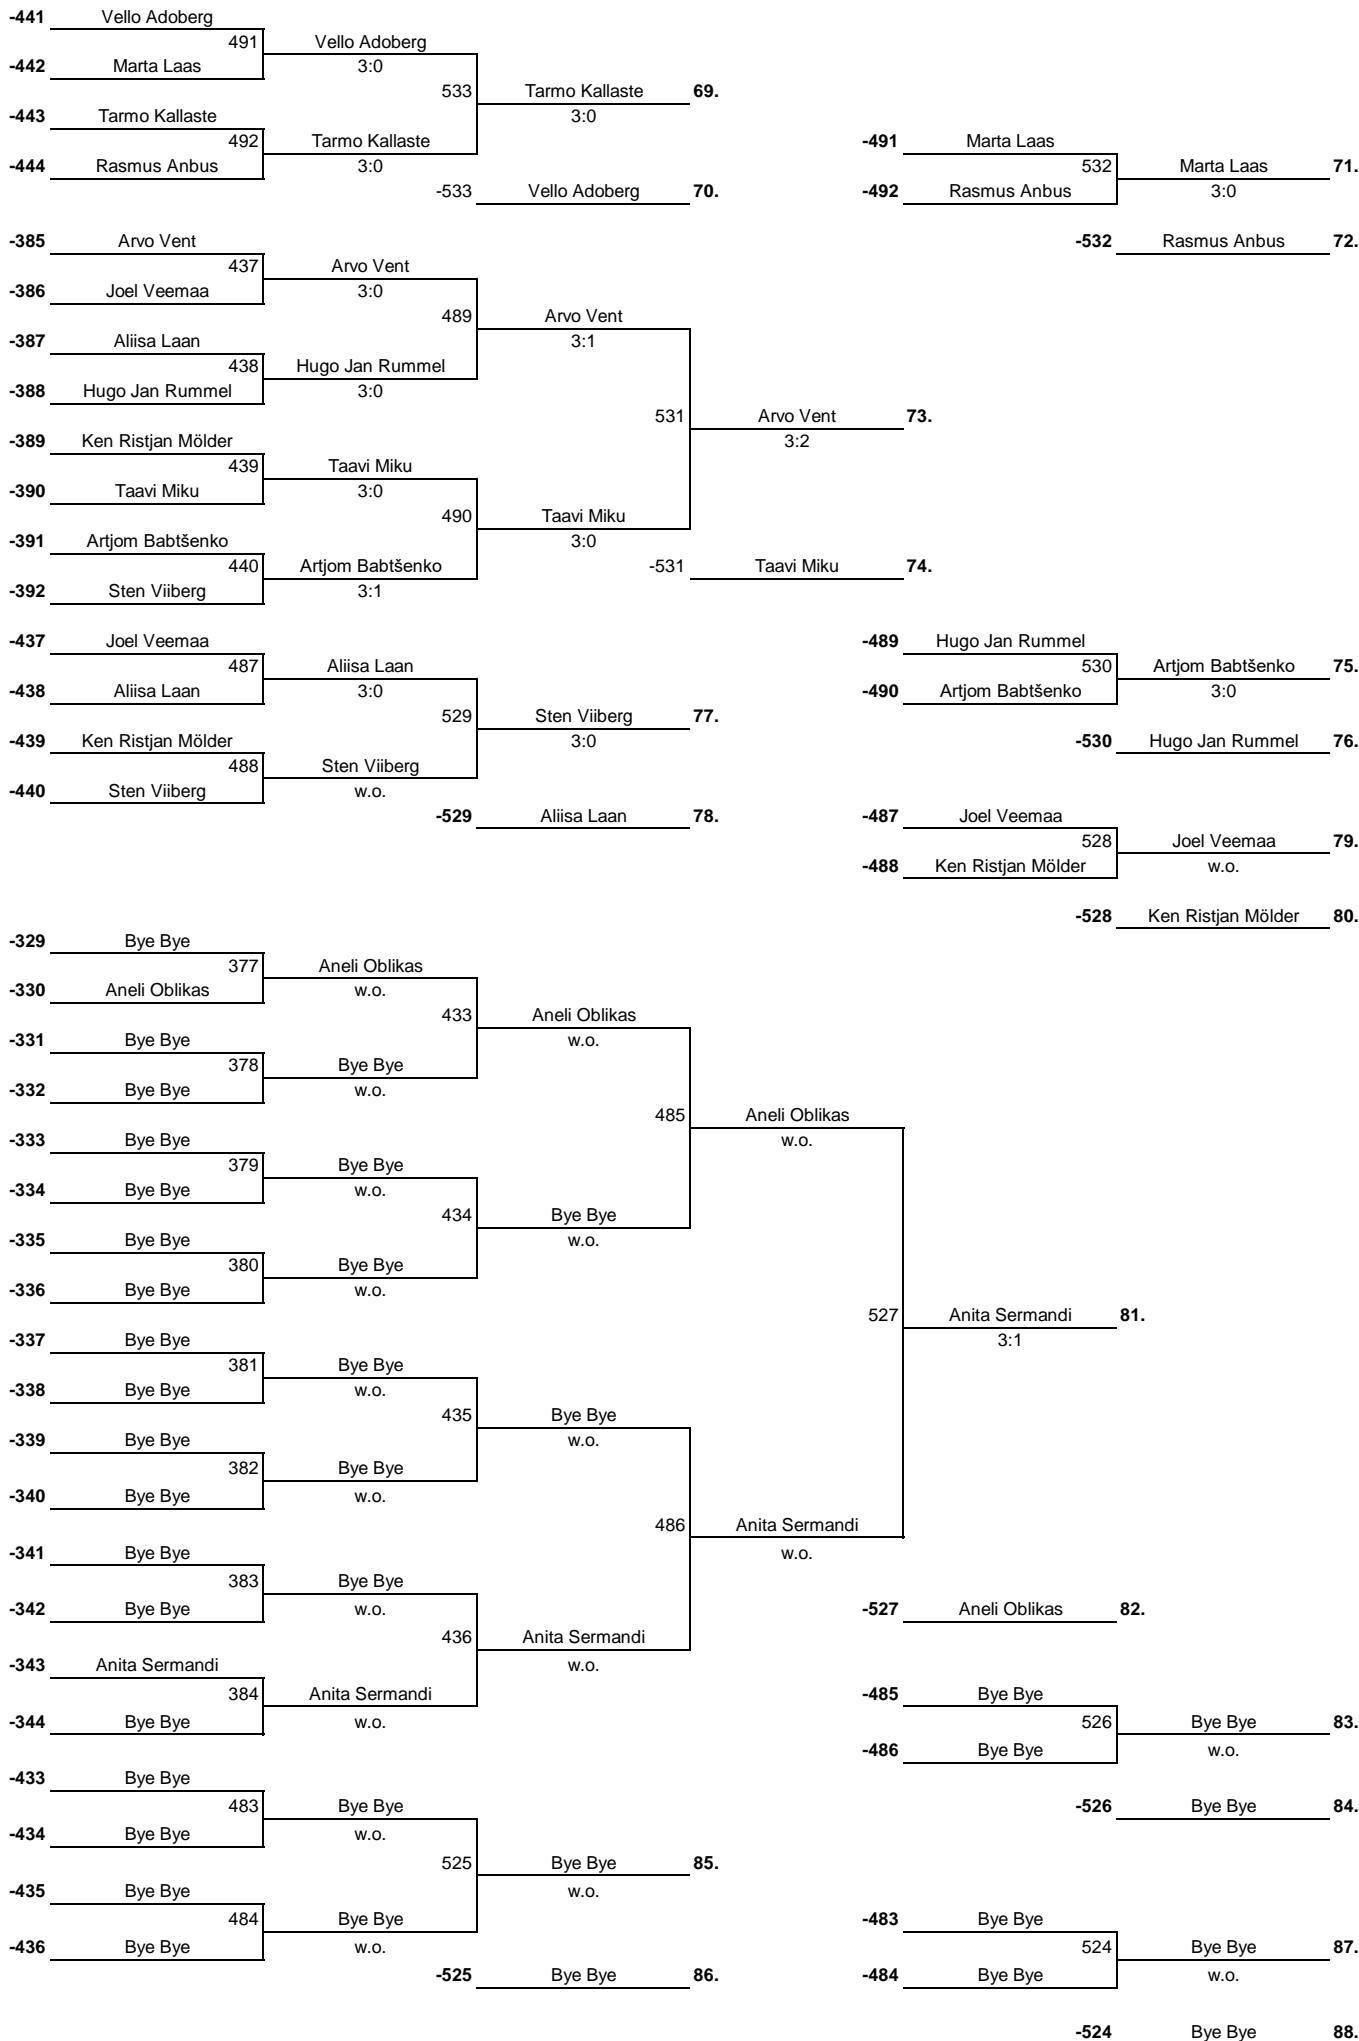 -441 Vello Adoberg
491 Vello Adoberg
-442 Marta Laas 3:0
533 Tarmo Kallaste 69.
-443 Tarmo Kallaste 3:0
492 Tarmo Kallaste -491 Marta Laas
-444 Rasmus Anbus 3:0 532 Marta Laas 71.
-533 Vello Adoberg 70. -492 Rasmus Anbus 3:0
-385 Arvo Vent -532 Rasmus Anbus 72.
437 Arvo Vent
-386 Joel Veemaa 3:0
489 Arvo Vent
-387 Aliisa Laan 3:1
438 Hugo Jan Rummel
-388 Hugo Jan Rummel 3:0
531 Arvo Vent 73.
-389 Ken Ristjan Mölder 3:2
439 Taavi Miku
-390 Taavi Miku 3:0
490 Taavi Miku
-391 Artjom Babtšenko 3:0
440 Artjom Babtšenko -531 Taavi Miku 74.
-392 Sten Viiberg 3:1
-437 Joel Veemaa -489 Hugo Jan Rummel
487 Aliisa Laan 530 Artjom Babtšenko 75.
-438 Aliisa Laan 3:0 -490 Artjom Babtšenko 3:0
529 Sten Viiberg 77.
-439 Ken Ristjan Mölder 3:0 -530 Hugo Jan Rummel 76.
488 Sten Viiberg
-440 Sten Viiberg w.o.
-529 Aliisa Laan 78. -487 Joel Veemaa
528 Joel Veemaa 79.
-488 Ken Ristjan Mölder w.o.
-528 Ken Ristjan Mölder 80.
-329 Bye Bye
377 Aneli Oblikas
-330 Aneli Oblikas w.o.
433 Aneli Oblikas
-331 Bye Bye w.o.
378 Bye Bye
-332 Bye Bye w.o.
485 Aneli Oblikas
-333 Bye Bye w.o.
379 Bye Bye
-334 Bye Bye w.o.
434 Bye Bye
-335 Bye Bye w.o.
380 Bye Bye
-336 Bye Bye w.o.
527 Anita Sermandi 81.
-337 Bye Bye 3:1
381 Bye Bye
-338 Bye Bye w.o.
435 Bye Bye
-339 Bye Bye w.o.
382 Bye Bye
-340 Bye Bye w.o.
486 Anita Sermandi
-341 Bye Bye w.o.
383 Bye Bye
-342 Bye Bye w.o. -527 Aneli Oblikas 82.
436 Anita Sermandi
-343 Anita Sermandi w.o.
384 Anita Sermandi -485 Bye Bye
-344 Bye Bye w.o. 526 Bye Bye 83.
-486 Bye Bye w.o.
-433 Bye Bye
483 Bye Bye -526 Bye Bye 84.
-434 Bye Bye w.o.
525 Bye Bye 85.
-435 Bye Bye w.o.
484 Bye Bye -483 Bye Bye
-436 Bye Bye w.o. 524 Bye Bye 87.
-525 Bye Bye 86. -484 Bye Bye w.o.
-524 Bye Bye 88.